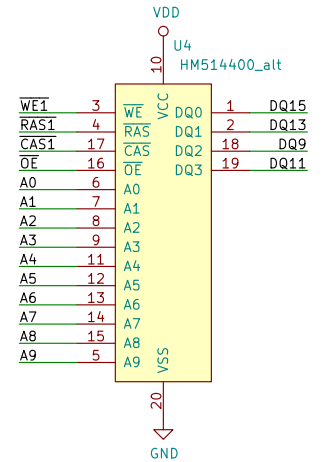 VDD
U4
HM514400_alt
10
VCC
WE1 3 WE DQ0 1 DQ15
RAS1 4 RAS DQ1 2 DQ13
CAS1 17 CAS DQ2 18 DQ9
OE 16 OE DQ3 19 DQ11
A0 6 A0
A1 7 A1
A2 8 A2
A3 9 A3
A4 11 A4
A5 12 A5
A6 13 A6
A7 14 A7
A8 15 A8
A9 5 A9
VSS
20
GND